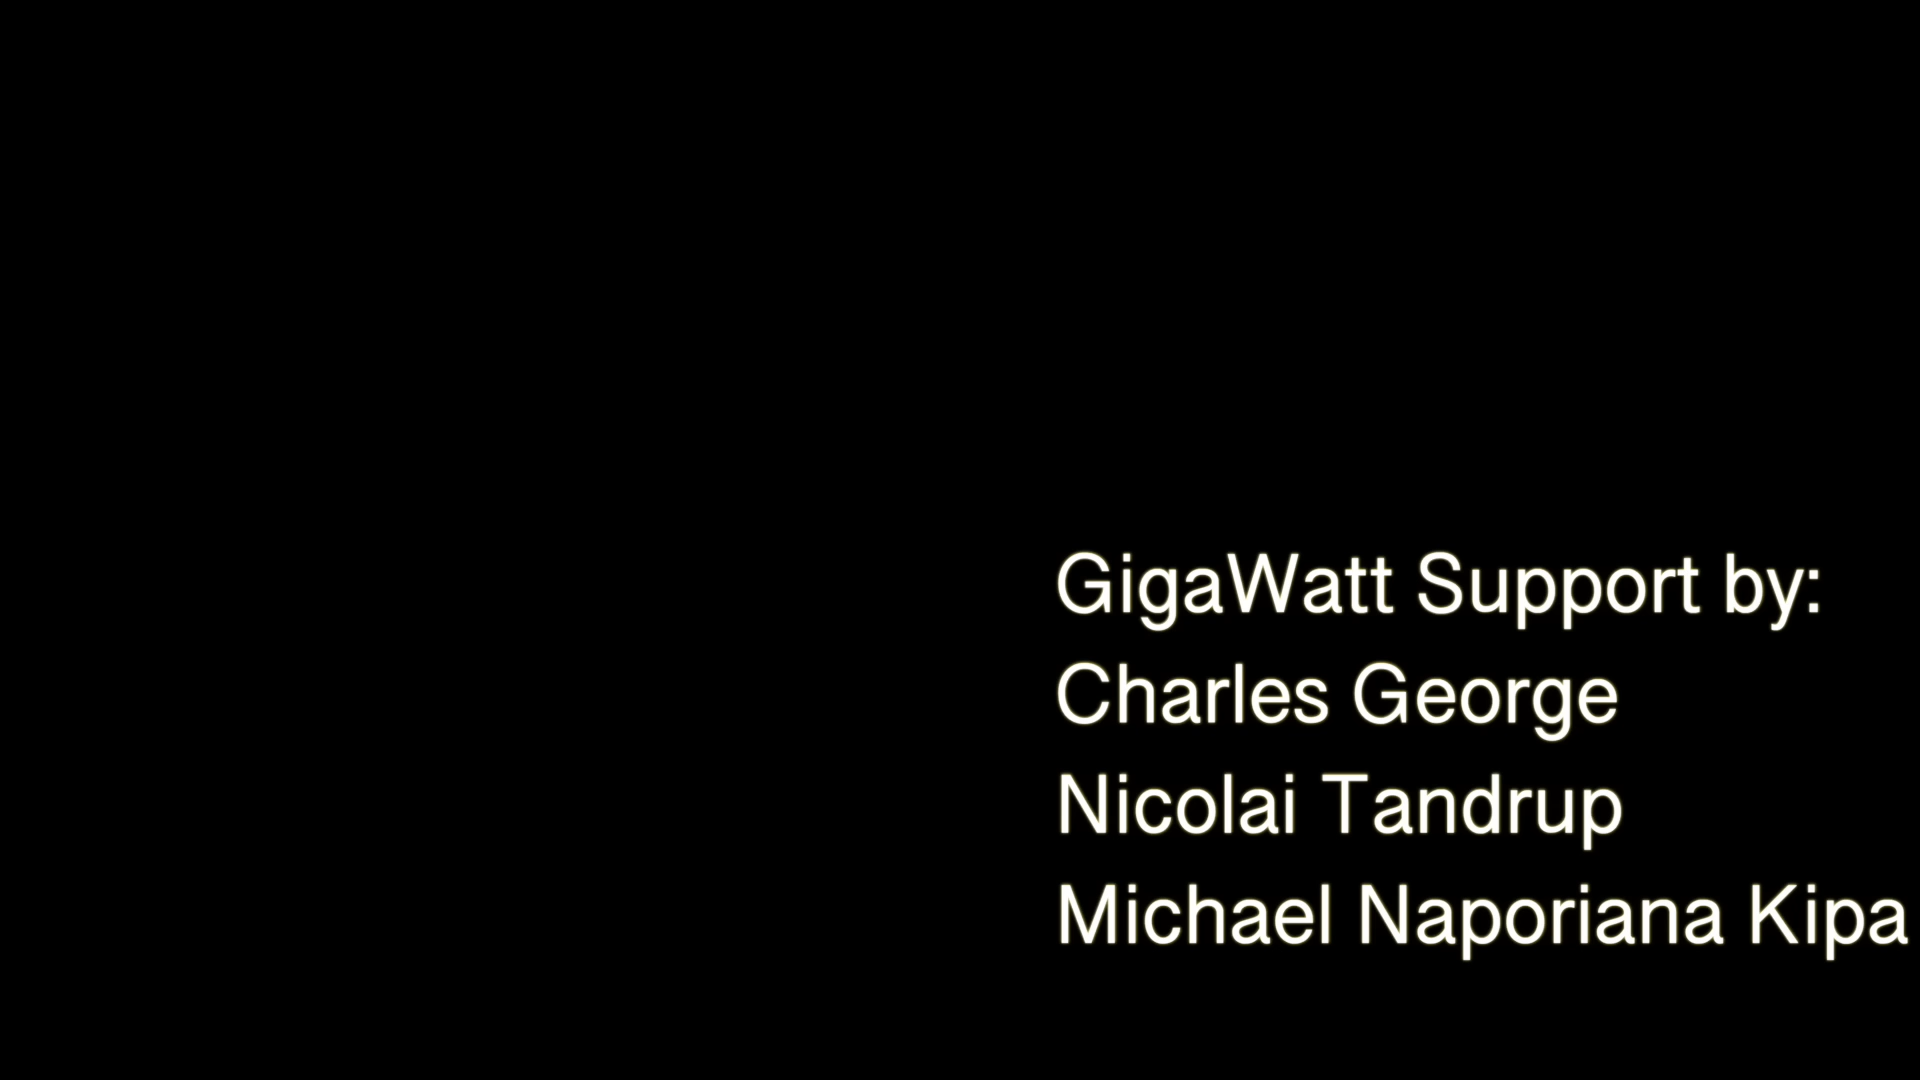 GigaWatt Support by:
Charles George
Nicolai Tandrup
Michael Naporiana Kipa